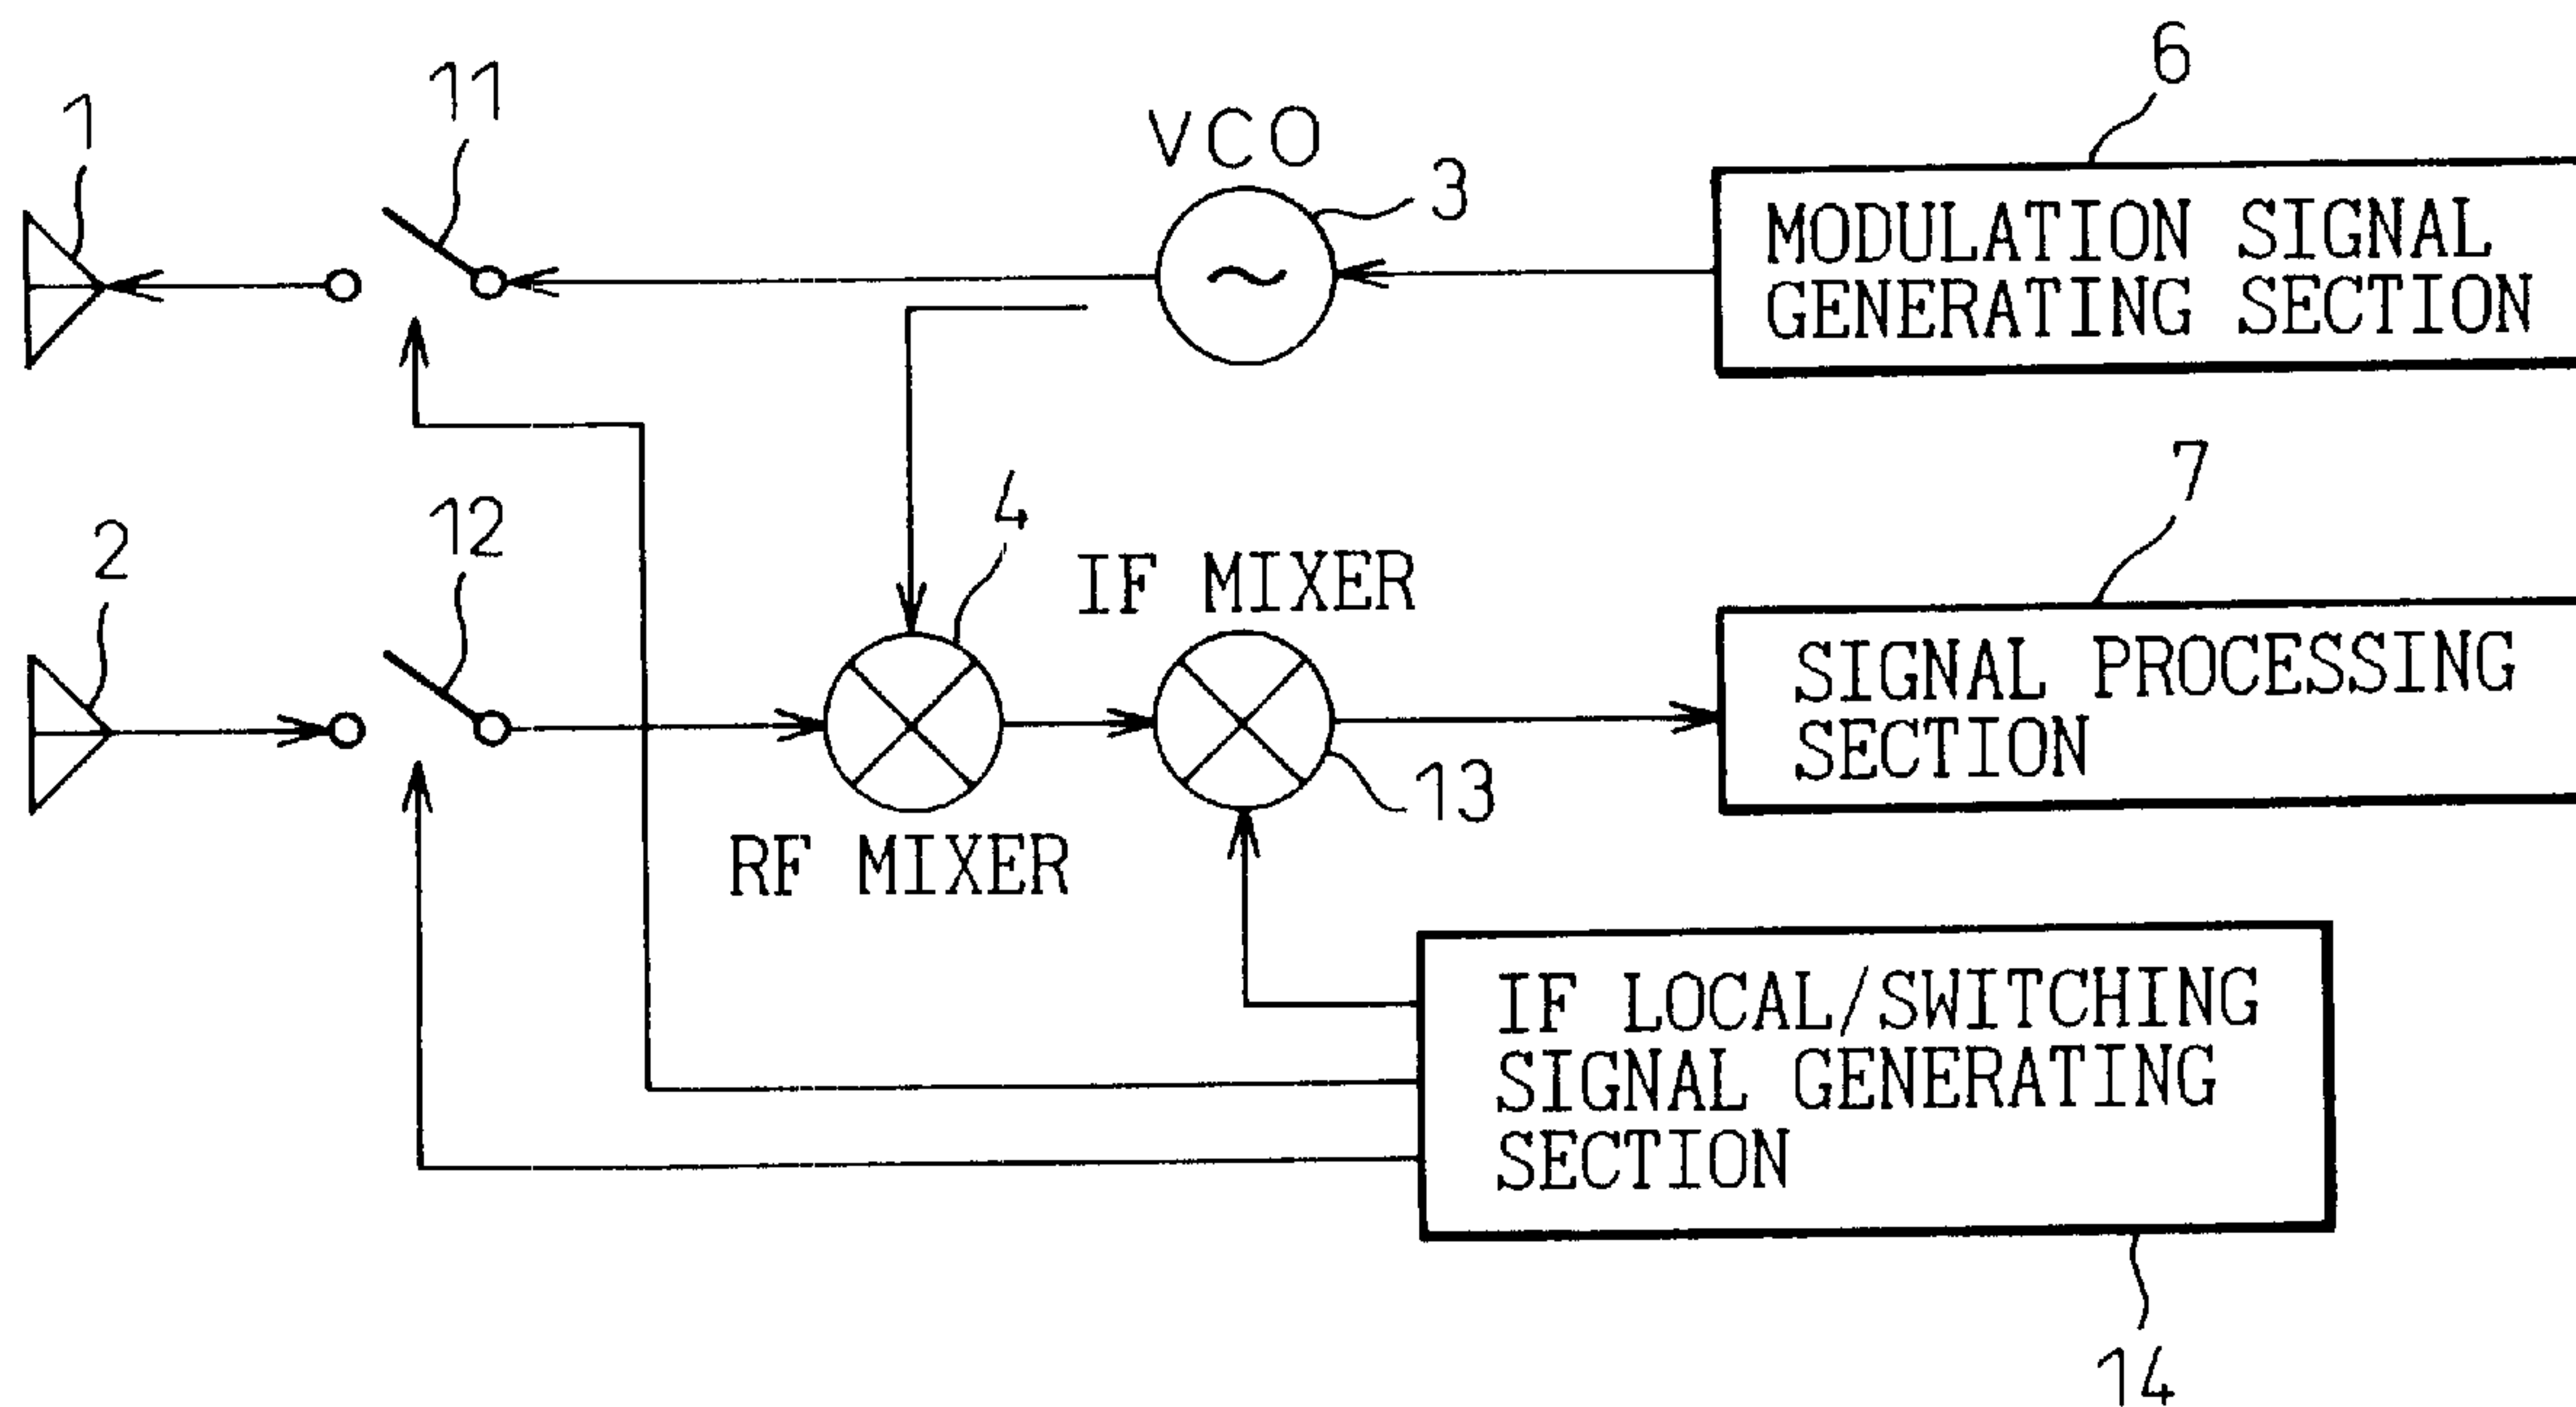 6
11
1
VCO
3
MODULATION SIGNAL
GENERATING SECTION
7
4
12
2
IF MIXER
SIGNAL PROCESSING
SECTION
13
RF MIXER
IF LOCAL/SWITCHING
SIGNAL GENERATING
SECTION
14